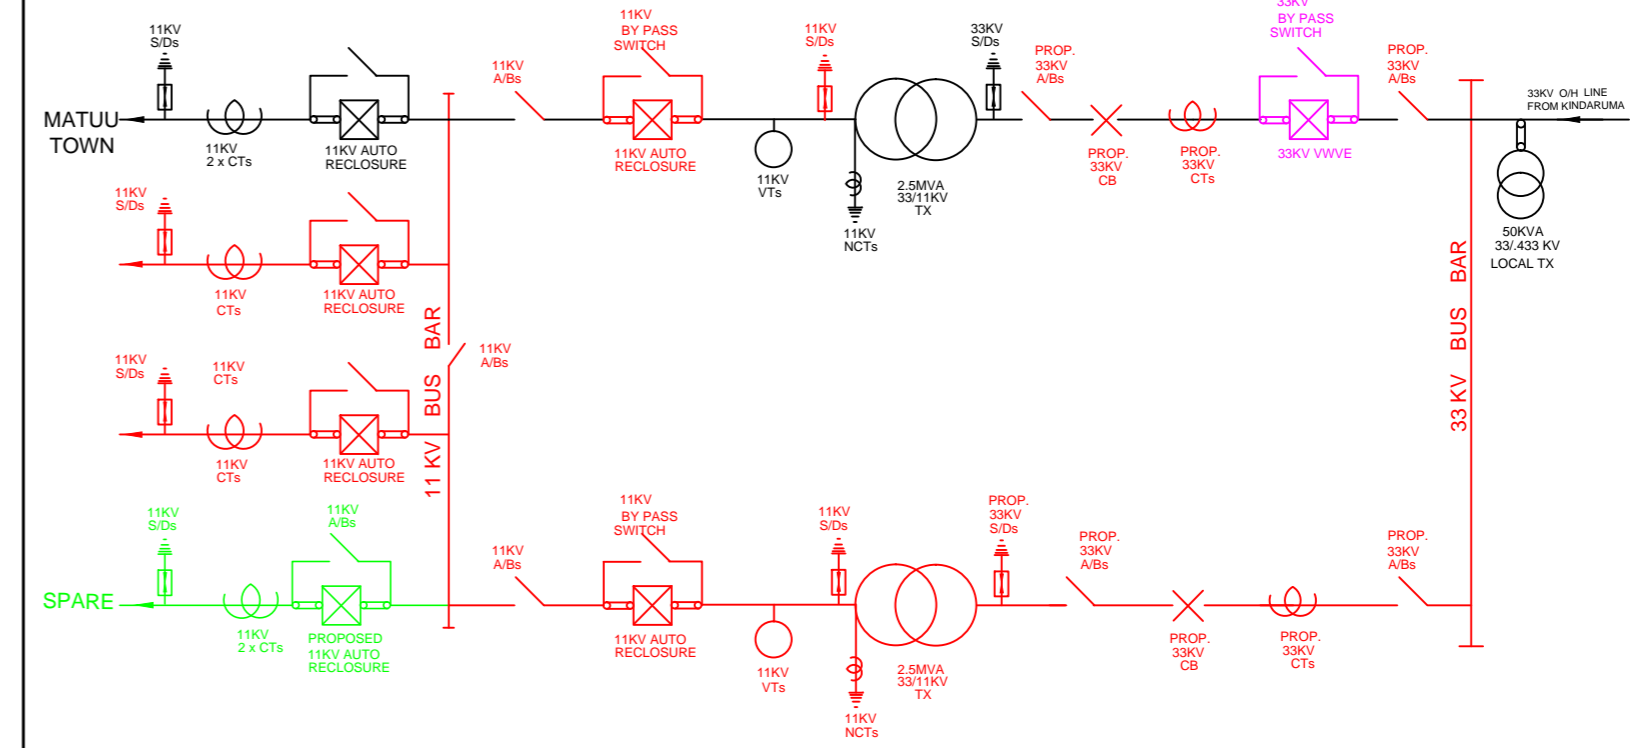 11KV
S/Ds
MATUU
TOWN
11KV
2 x CTs
11KV AUTO
RECLOSURE
11KV
A/Bs
11KV
BY PASS
SWITCH
11KV AUTO
RECLOSURE
11KV
S/Ds
11KV
VTs
11KV
NCTs
2.5MVA
33/11KV
TX
33KV
S/Ds
PROP.
33KV
A/Bs
PROP.
33KV
CB
PROP.
33KV
CTs
33KV
BY PASS
SWITCH
33KV VWVE
PROP.
33KV
A/Bs
33KV O/H LINE
FROM KINDARUMA
50KVA
33/.433 KV
LOCAL TX
11KV
S/Ds
11KV
CTs
11KV AUTO
RECLOSURE
11 KV BUS BAR
11KV
A/Bs
33 KV BUS BAR
11KV
S/Ds
11KV
CTs
11KV
CTs
11KV AUTO
RECLOSURE
11KV
S/Ds
SPARE
11KV
2 x CTs
11KV
A/Bs
PROPOSED
11KV AUTO
RECLOSURE
11KV
A/Bs
11KV
BY PASS
SWITCH
11KV AUTO
RECLOSURE
11KV
S/Ds
11KV
VTs
11KV
NCTs
2.5MVA
33/11KV
TX
PROP.
33KV
S/Ds
PROP.
33KV
A/Bs
PROP.
33KV
CB
PROP.
33KV
CTs
PROP.
33KV
A/Bs